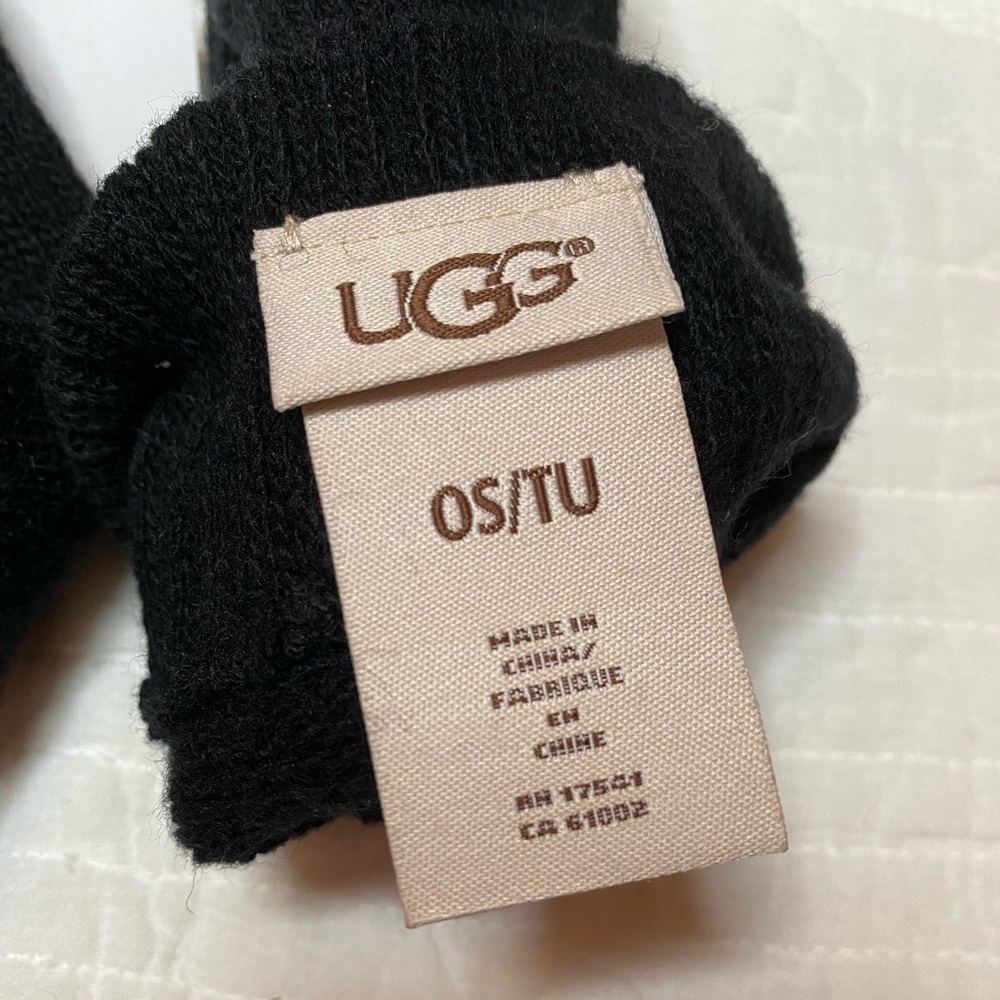 UGG®
OS/TU
MADE IN
CHINA/
FABRIQUE
EN
CHINE
RN 17541
CA 61002